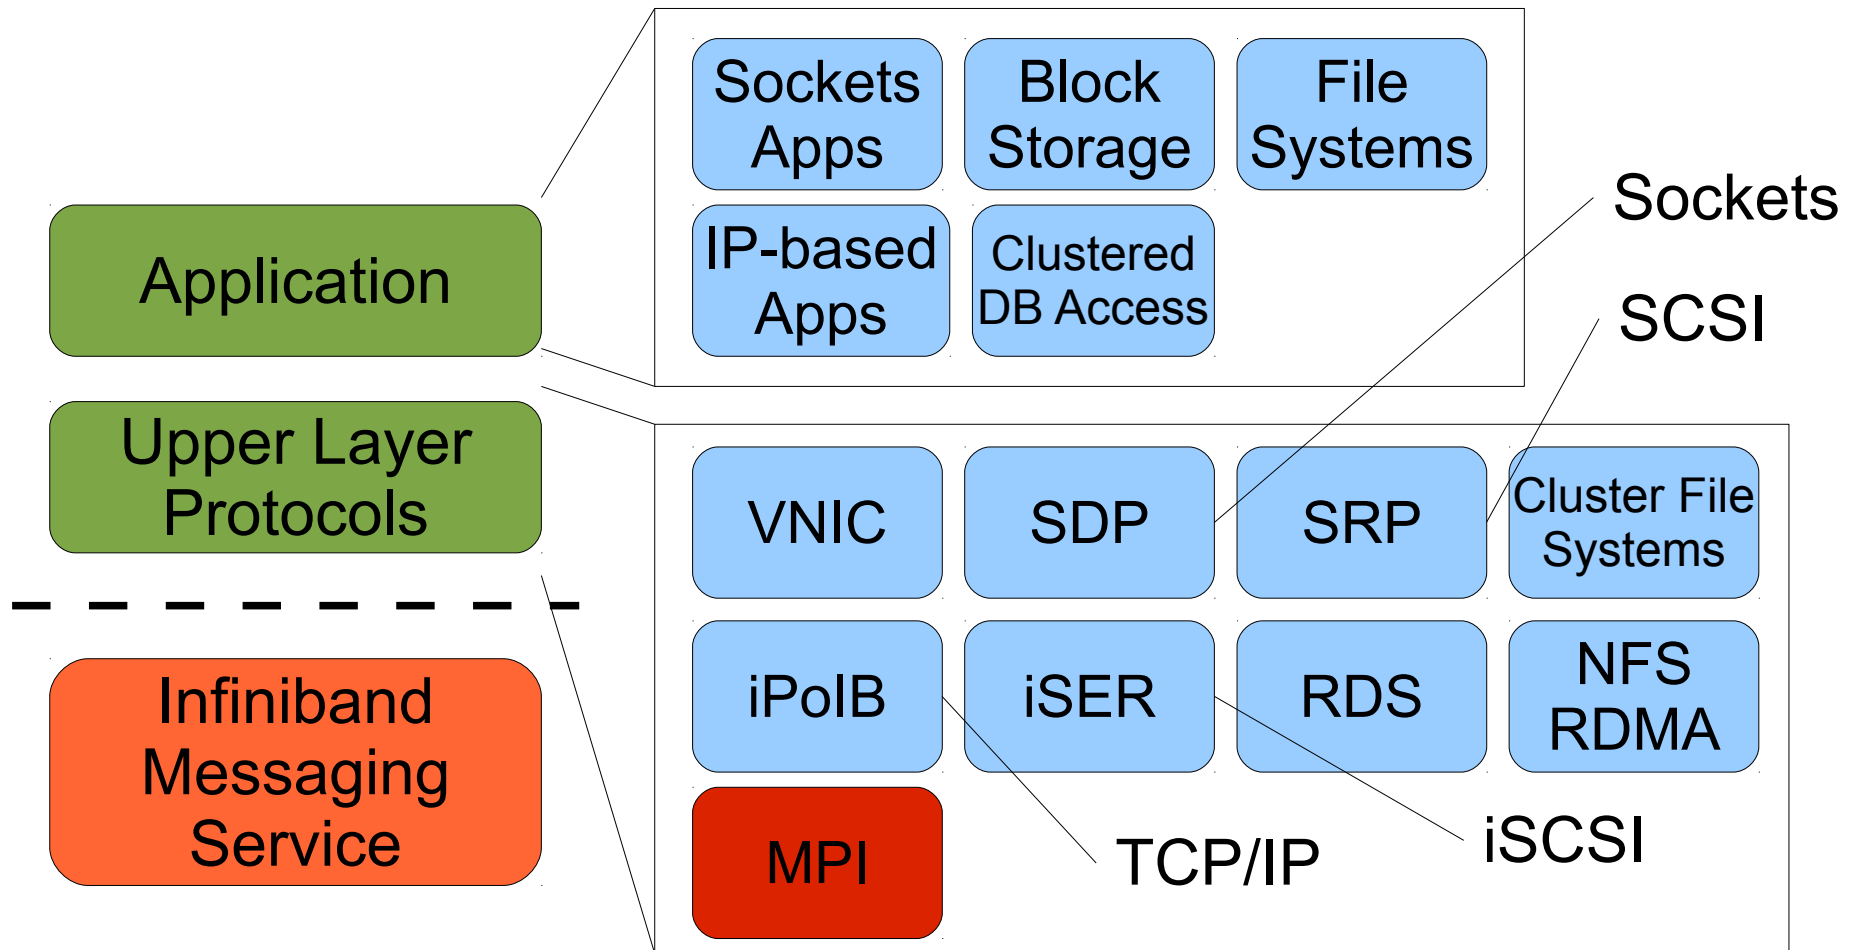 Sockets
Apps
Block
Storage
File
Systems
IP-based
Apps
Clustered
DB Access
Sockets
SCSI
Application
Upper Layer
Protocols
Infiniband
Messaging
Service
VNIC
SDP
SRP
Cluster File
Systems
iPoIB
iSER
RDS
NFS
RDMA
MPI
TCP/IP
iSCSI